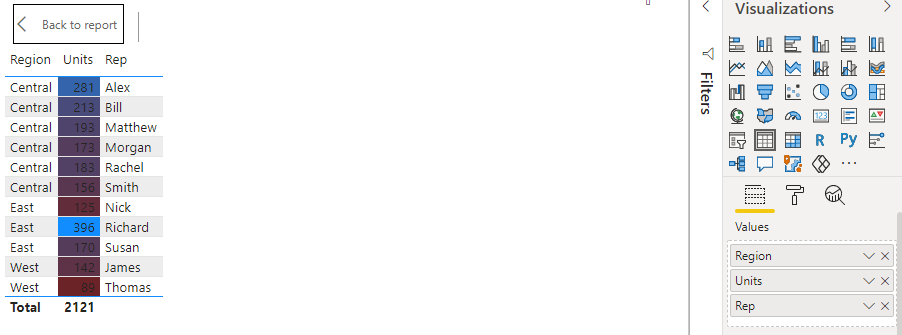 Back to report
Region Units Rep
Central 281 Alex
Central 213 Bill
Central 193 Matthew
Central 173 Morgan
Central 183 Rachel
Central 156 Smith
East 125 Nick
East 396 Richard
East 170 Susan
West 142 James
West 89 Thomas
Total 2121
Filters
Visualizations
123
R Py
Values
Region
Units
Rep